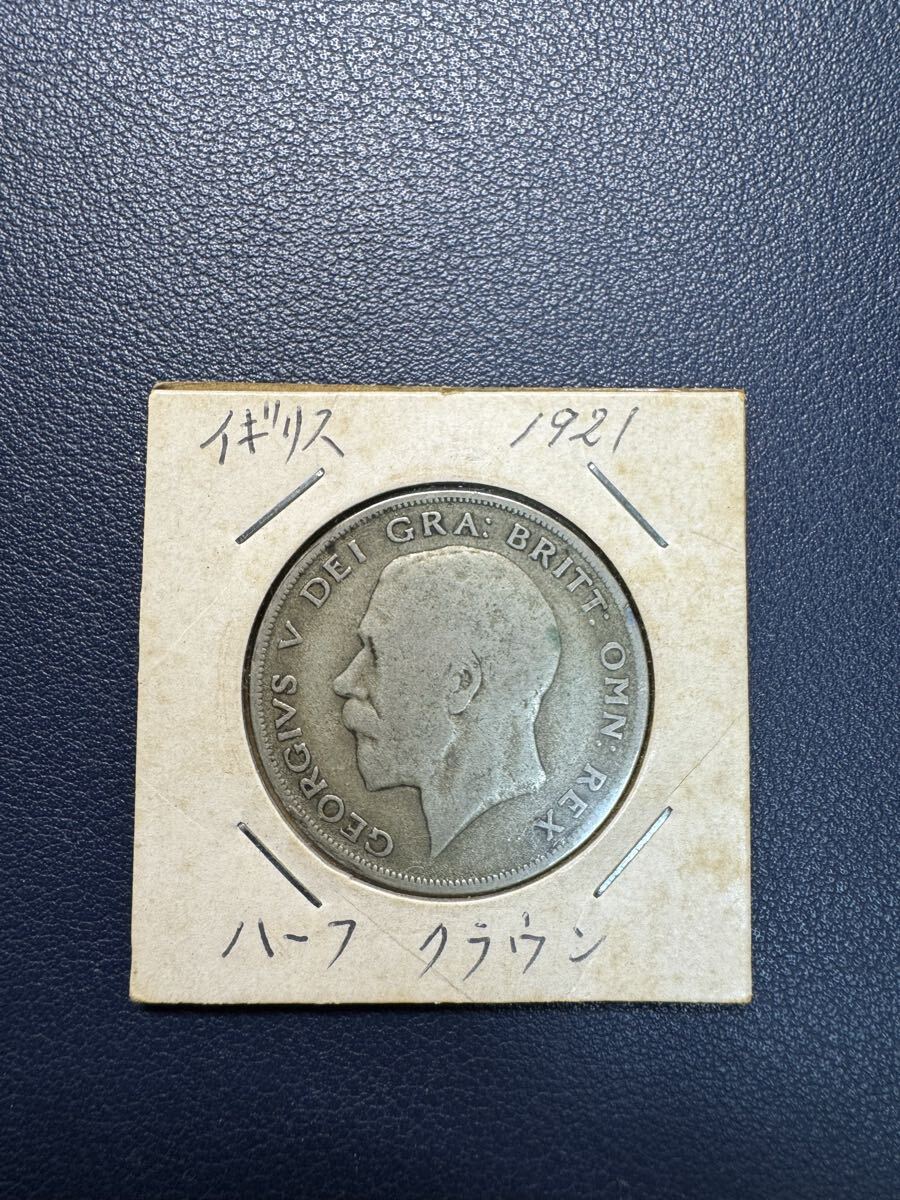 イギリス 1921
GEORGIVS V DEI GRA: BRITT: OMN: REX
ハーフ クラウン